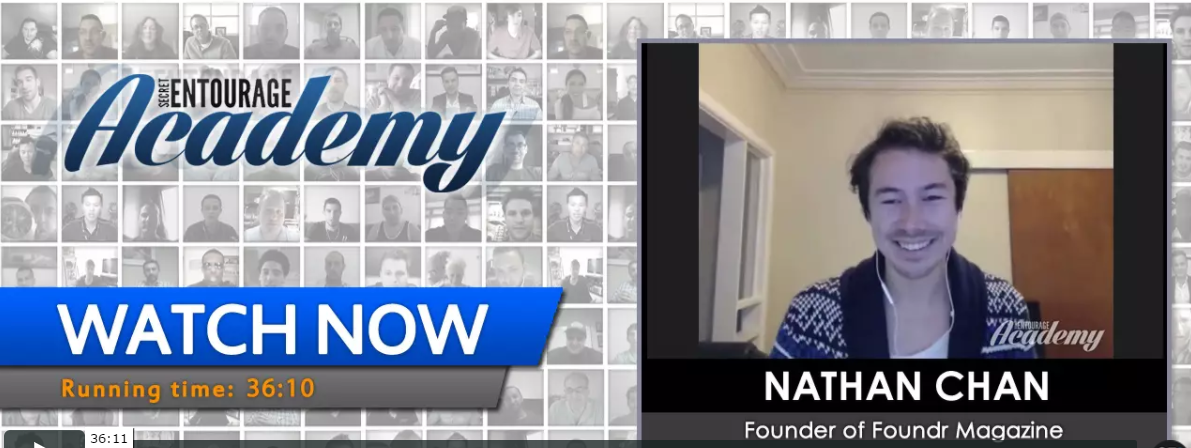 SECRET ENTOURAGE
Academy
WATCH NOW
Running time: 36:10
36:11
ENTOURAGE
Academy
NATHAN CHAN
Founder of Foundr Magazine